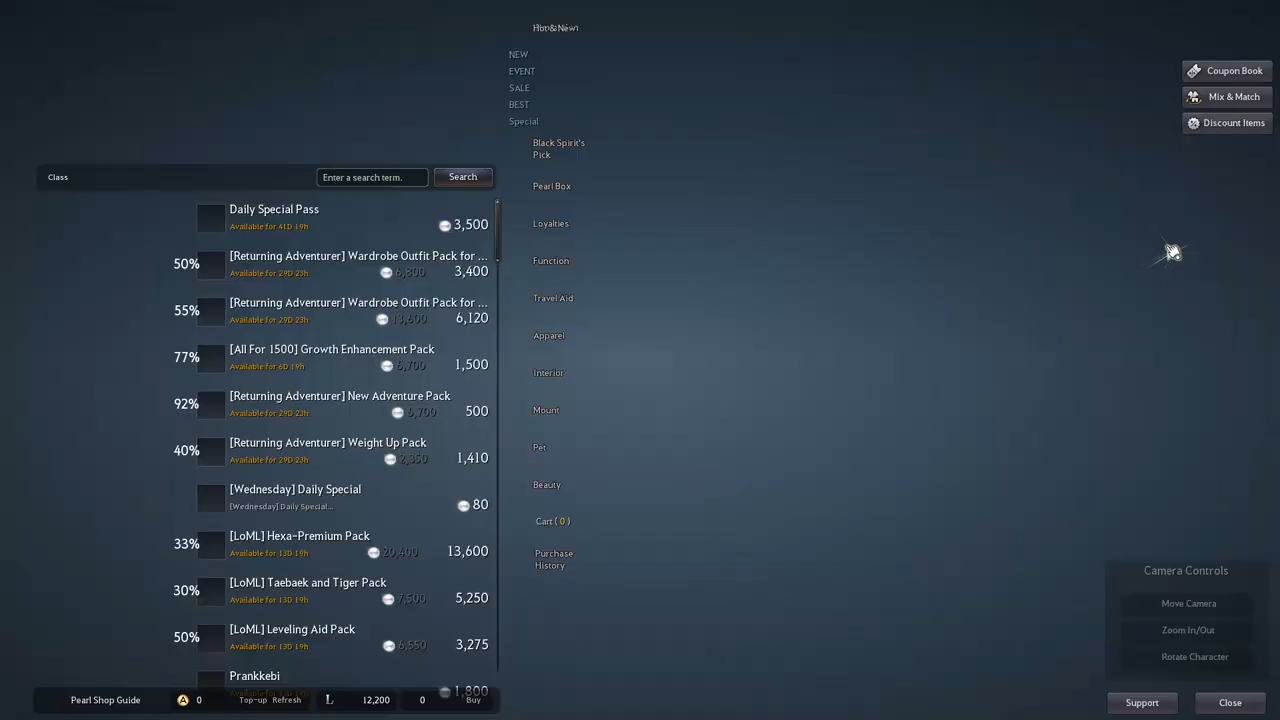 NEW
EVENT
SALE
BEST
Special
Black Spirit's
Pick
Pearl Box
Loyalties
Function
Travel Aid
Apparel
Interior
Mount
Pet
Beauty
Cart ( 0 )
Purchase
History
Coupon Book
Mix & Match
Discount Items
Class
Enter a search term.
Search
Daily Special Pass
Available for 41D 19h
3,500
50%
[Returning Adventurer] Wardrobe Outfit Pack for ...
Available for 29D 23h
6,800
3,400
55%
[Returning Adventurer] Wardrobe Outfit Pack for ...
Available for 29D 23h
13,600
6,120
77%
[All For 1500] Growth Enhancement Pack
Available for 6D 19h
6,700
1,500
92%
[Returning Adventurer] New Adventure Pack
Available for 29D 23h
6,700
500
40%
[Returning Adventurer] Weight Up Pack
Available for 29D 23h
2,350
1,410
[Wednesday] Daily Special
[Wednesday] Daily Special...
80
33%
[LoML] Hexa-Premium Pack
Available for 13D 19h
20,400
13,600
30%
[LoML] Taebaek and Tiger Pack
Available for 13D 19h
7,500
5,250
50%
[LoML] Leveling Aid Pack
Available for 13D 19h
6,550
3,275
Prankkebi
1,800
Pearl Shop Guide
A 0
Top-up
Refresh
L 12,200
0
Buy
Camera Controls
Move Camera
Zoom In/Out
Rotate Character
Support
Close